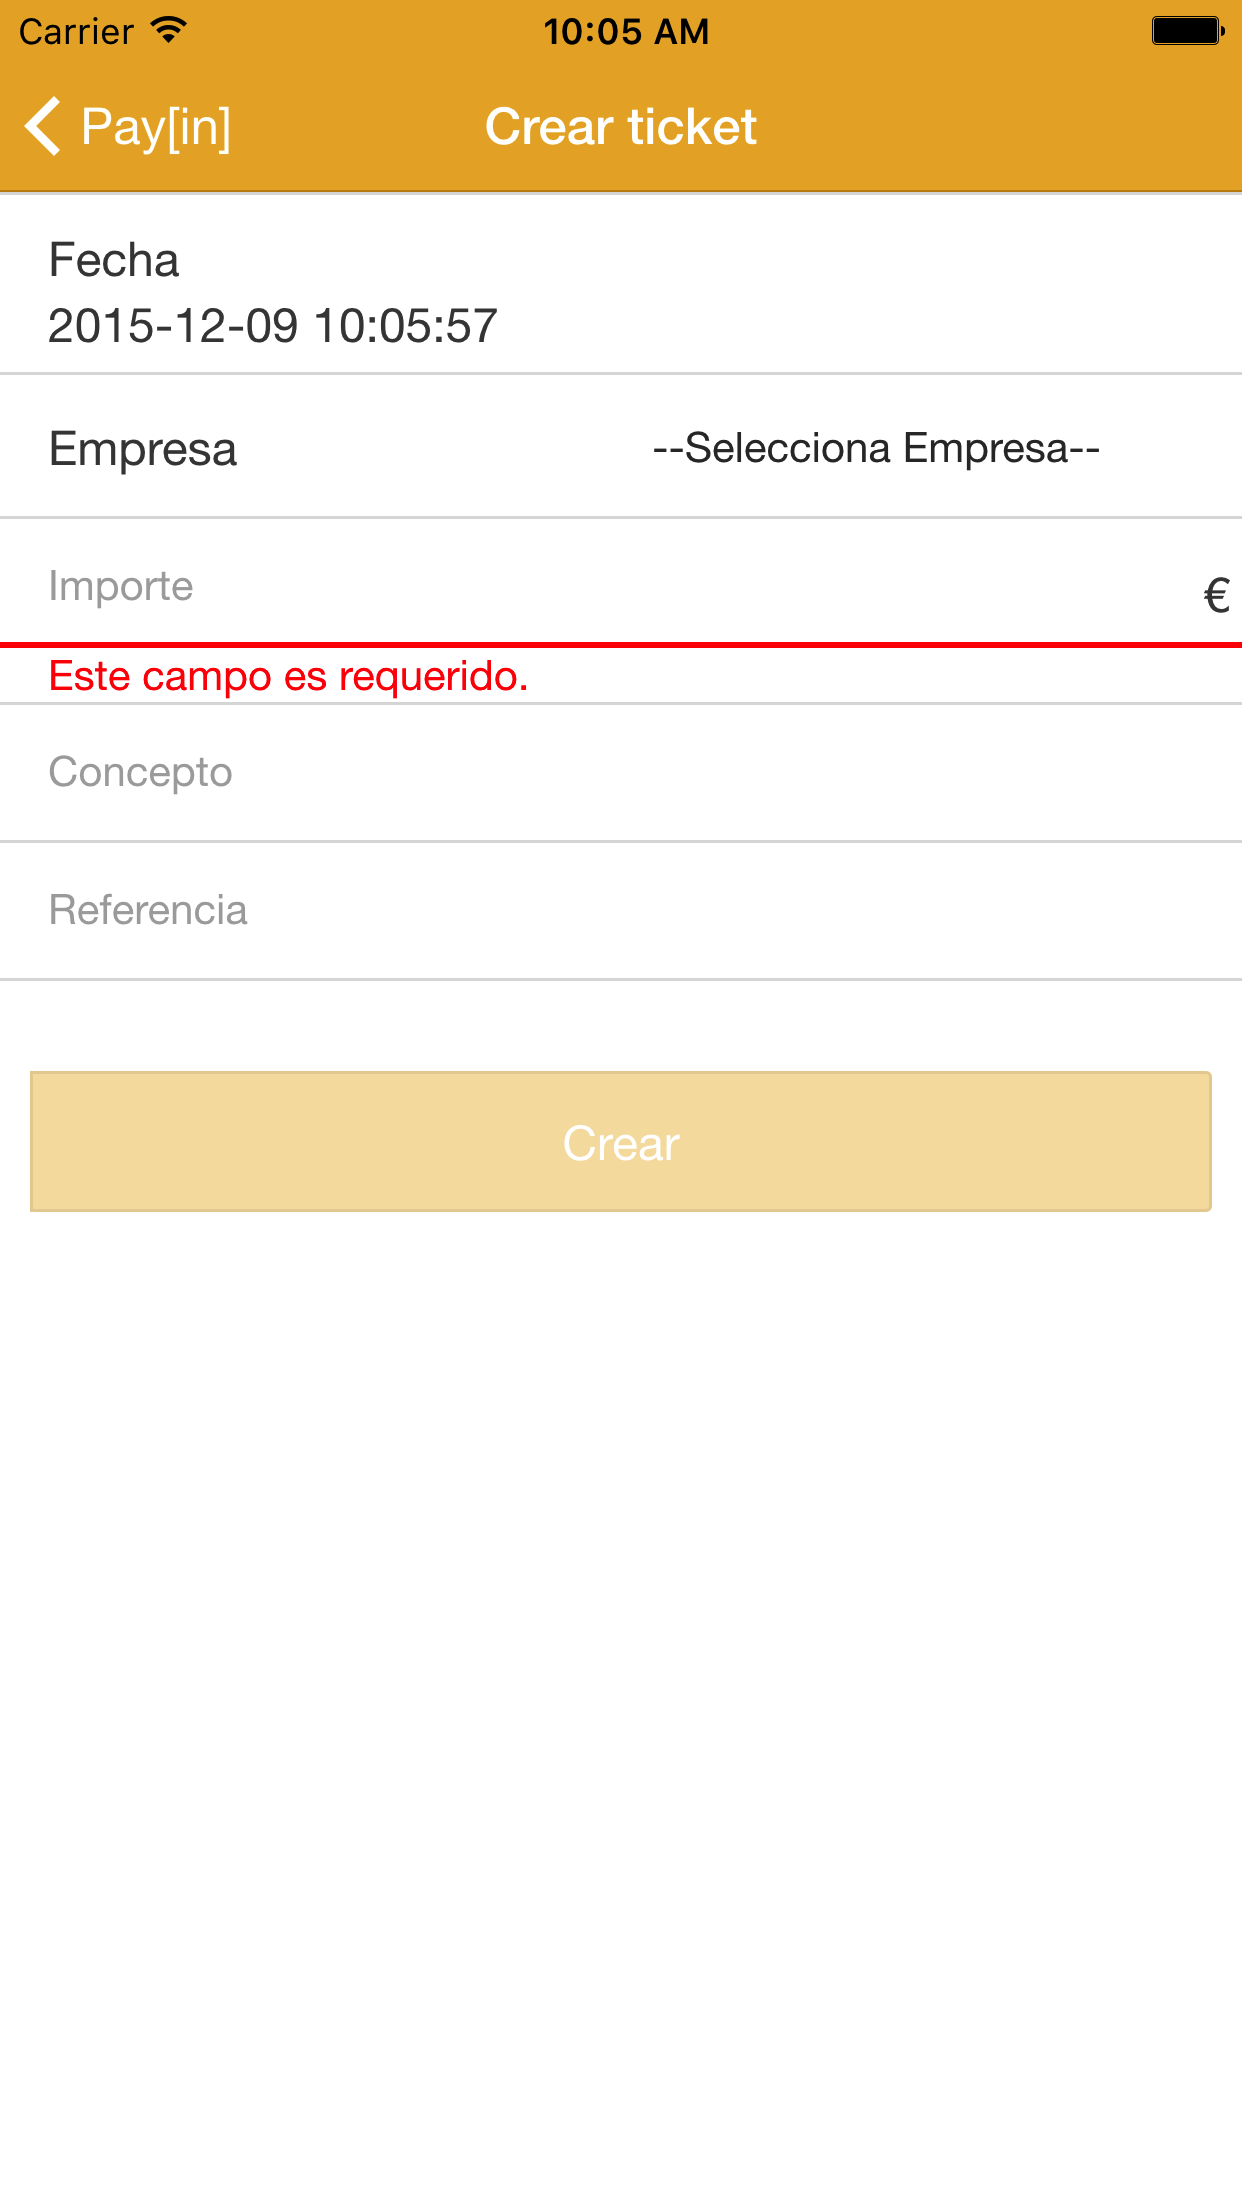 Carrier 10:05 AM
Pay[in] Crear ticket
Fecha
2015-12-09 10:05:57
Empresa --Selecciona Empresa--
Importe €
Este campo es requerido.
Concepto
Referencia
Crear